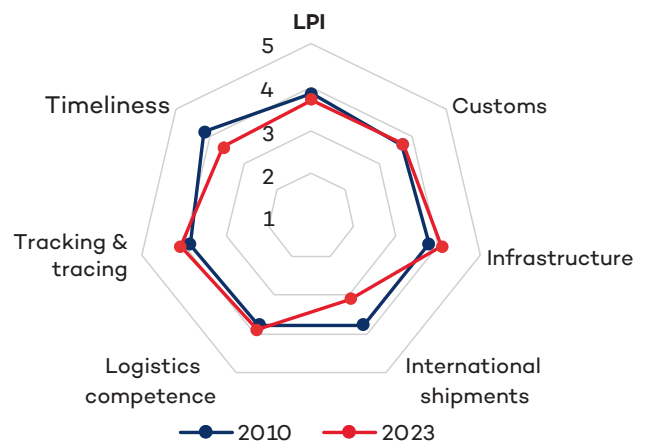 LPI
5
4
3
2
1
Timeliness
Customs
Tracking &
tracing
Infrastructure
Logistics
competence
International
shipments
2010
2023